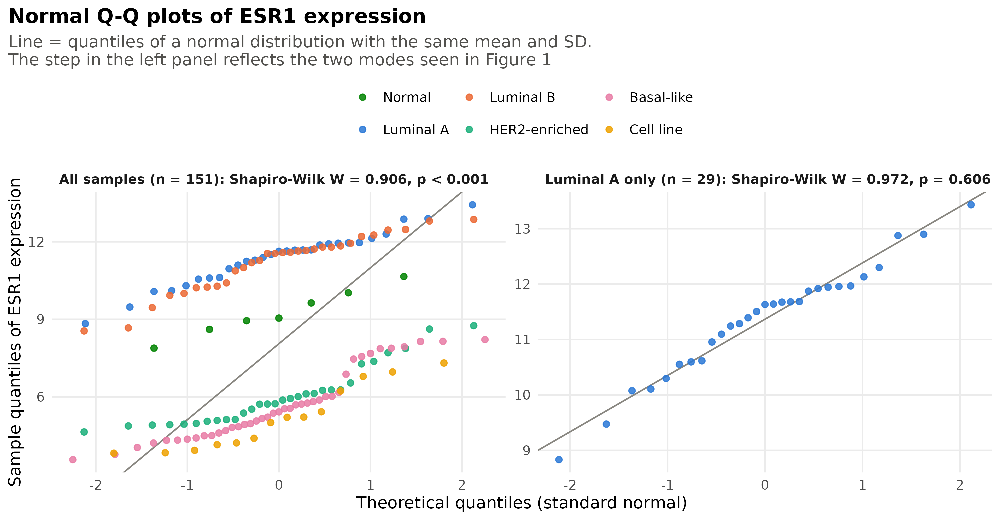 Normal Q-Q plots of ESR1 expression
Line = quantiles of a normal distribution with the same mean and SD.
The step in the left panel reflects the two modes seen in Figure 1
Normal
Luminal B
Basal-like
Luminal A
HER2-enriched
Cell line
All samples (n = 151): Shapiro-Wilk W = 0.906, p < 0.001
Luminal A only (n = 29): Shapiro-Wilk W = 0.972, p = 0.606
Sample quantiles of ESR1 expression
12
9
6
13
12
11
10
9
-2
-1
0
1
2
-2
-1
0
1
2
Theoretical quantiles (standard normal)